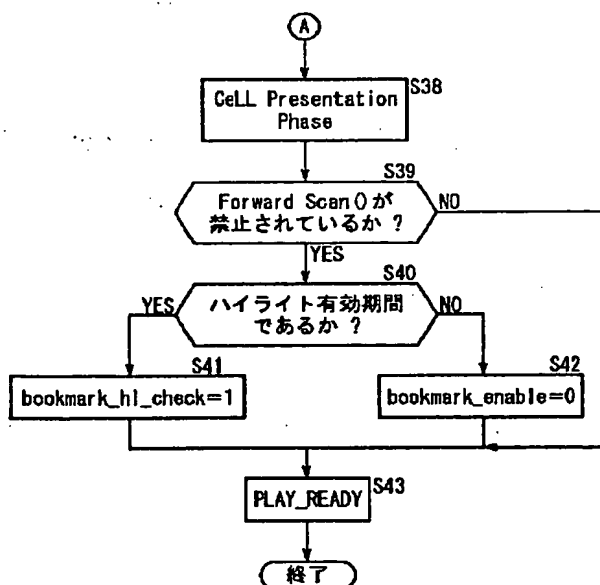 A
S38
CeLL Presentation
Phase
S39
Forward Scan()が
禁止されているか ?
NO
YES
S40
ハイライト有効期間
であるか ?
YES
NO
S41
bookmark_hl_check=1
S42
bookmark_enable=0
PLAY_READY
S43
終了